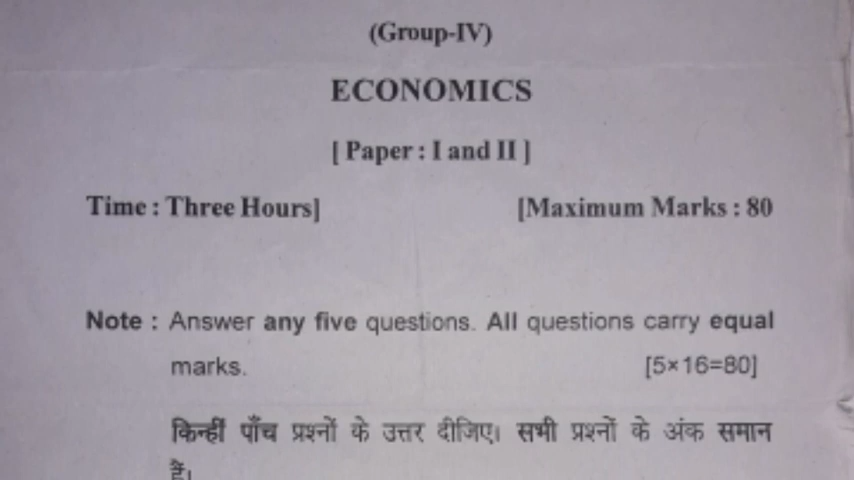 (Group-IV)
ECONOMICS
[ Paper : I and II ]
Time : Three Hours] [Maximum Marks : 80
Note : Answer any five questions. All questions carry equal
marks. [5×16=80]
किन्हीं पाँच प्रश्नों के उत्तर दीजिए। सभी प्रश्नों के अंक समान
हैं।